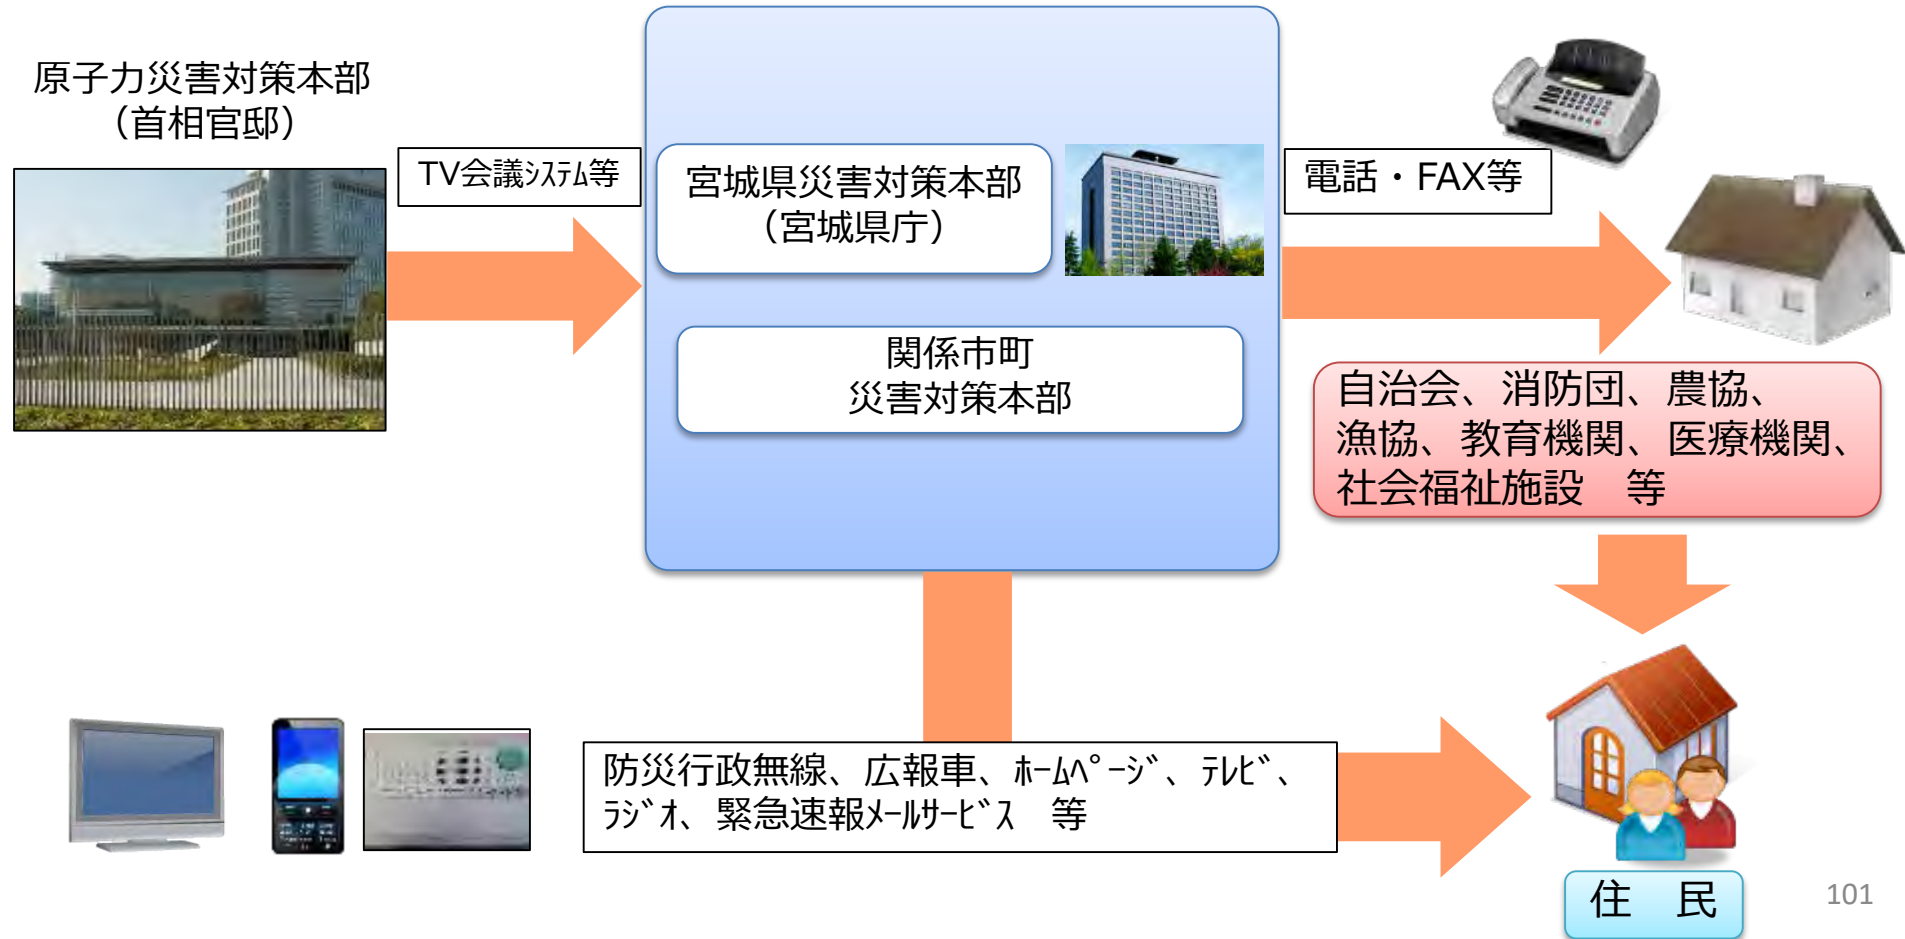 原子力災害対策本部
（首相官邸）
TV会議ｼｽﾃﾑ等
宮城県災害対策本部
（宮城県庁）
関係市町
災害対策本部
電話・FAX等
自治会、消防団、農協、
漁協、教育機関、医療機関、
社会福祉施設　等
防災行政無線、広報車、ﾎｰﾑﾍﾟｰｼﾞ、ﾃﾚﾋﾞ、
ﾗｼﾞｵ、緊急速報ﾒｰﾙｻｰﾋﾞｽ　等
住　民
101